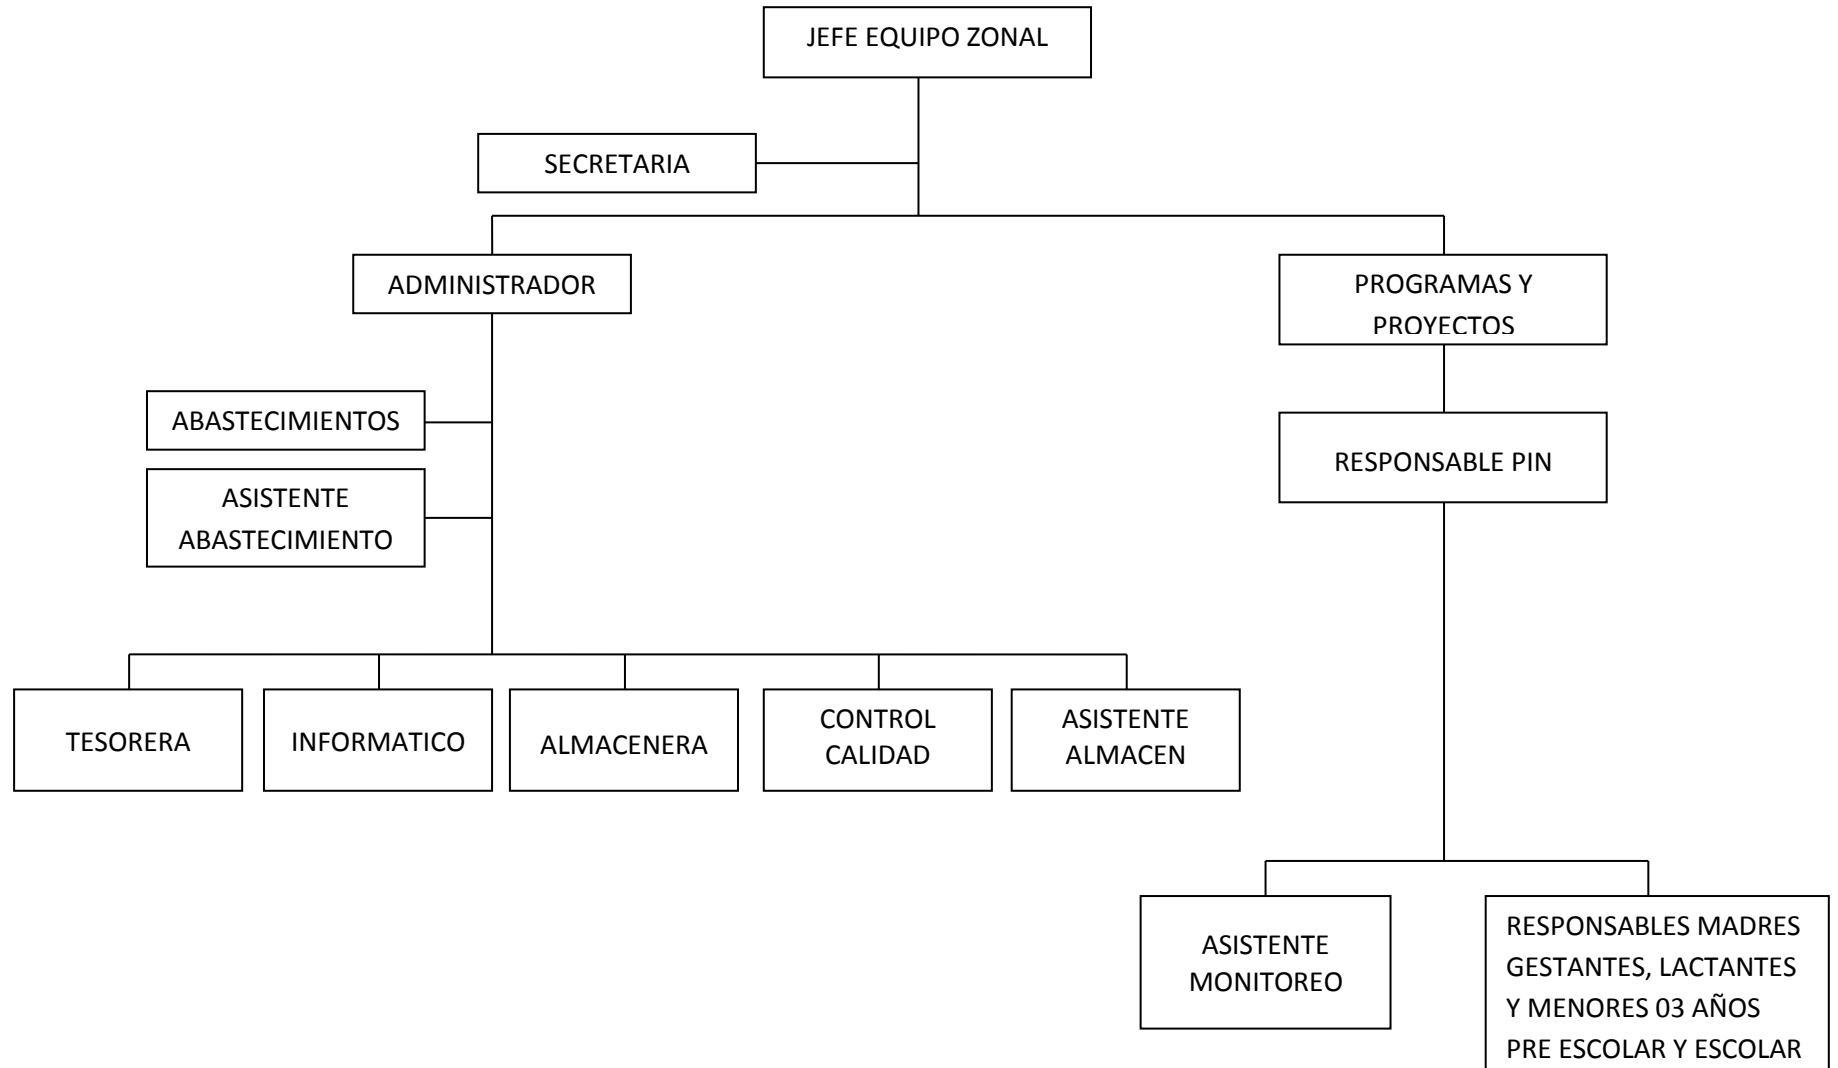 JEFE EQUIPO ZONAL
SECRETARIA
ADMINISTRADOR
PROGRAMAS Y
PROYECTOS
ABASTECIMIENTOS
ASISTENTE
ABASTECIMIENTO
RESPONSABLE PIN
TESORERA
INFORMATICO
ALMACENERA
CONTROL
CALIDAD
ASISTENTE
ALMACEN
ASISTENTE
MONITOREO
RESPONSABLES MADRES
GESTANTES, LACTANTES
Y MENORES 03 AÑOS
PRE ESCOLAR Y ESCOLAR